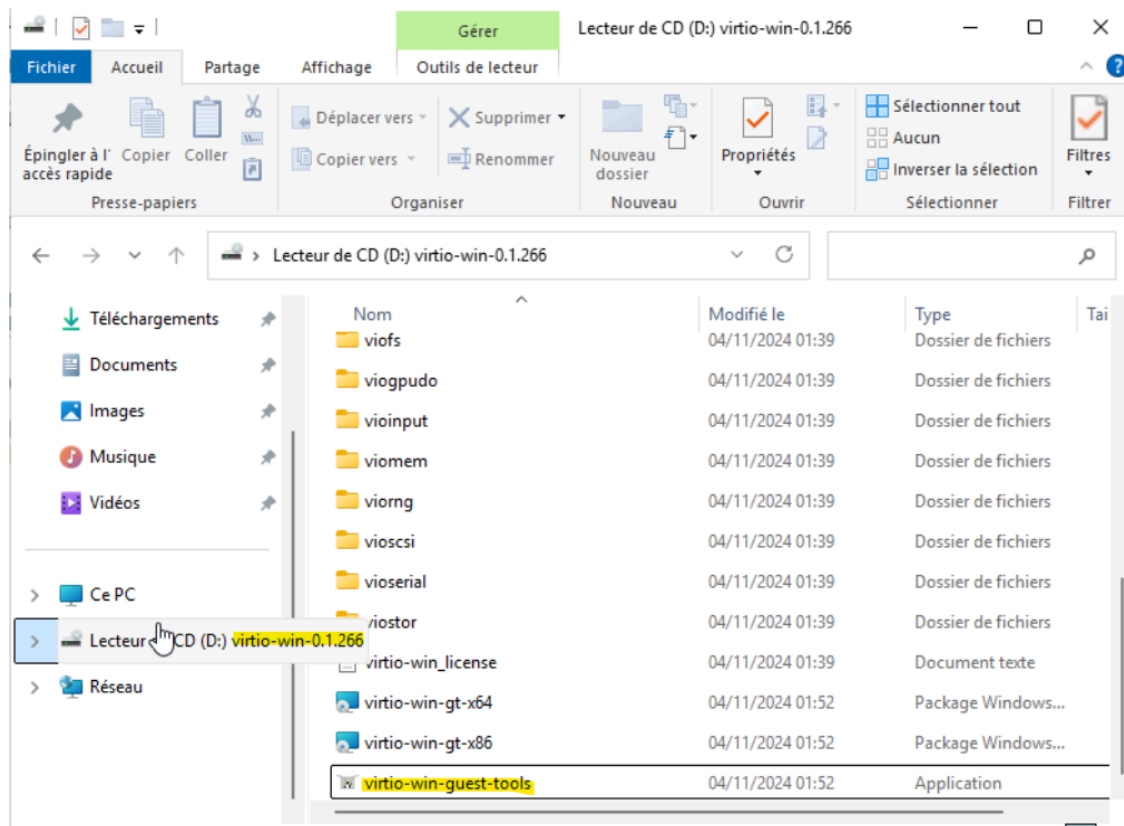 Gérer
Lecteur de CD (D:) virtio-win-0.1.266
Fichier Accueil Partage Affichage Outils de lecteur
Épingler à l' accès rapide
Copier
Coller
Presse-papiers
Déplacer vers
Copier vers
Supprimer
Renommer
Organiser
Nouveau dossier
Nouveau
Propriétés
Ouvrir
Sélectionner tout
Aucun
Inverser la sélection
Sélectionner
Filtres
Filtrer
Lecteur de CD (D:) virtio-win-0.1.266
Téléchargements
Documents
Images
Musique
Vidéos
Ce PC
Lecteur CD (D:) virtio-win-0.1.266
Réseau
Nom Modifié le Type Tai
viofs 04/11/2024 01:39 Dossier de fichiers
viogpudo 04/11/2024 01:39 Dossier de fichiers
vioinput 04/11/2024 01:39 Dossier de fichiers
viomem 04/11/2024 01:39 Dossier de fichiers
viorng 04/11/2024 01:39 Dossier de fichiers
vioscsi 04/11/2024 01:39 Dossier de fichiers
vioserial 04/11/2024 01:39 Dossier de fichiers
viostor 04/11/2024 01:39 Dossier de fichiers
virtio-win_license 04/11/2024 01:39 Document texte
virtio-win-gt-x64 04/11/2024 01:52 Package Windows...
virtio-win-gt-x86 04/11/2024 01:52 Package Windows...
virtio-win-guest-tools 04/11/2024 01:52 Application